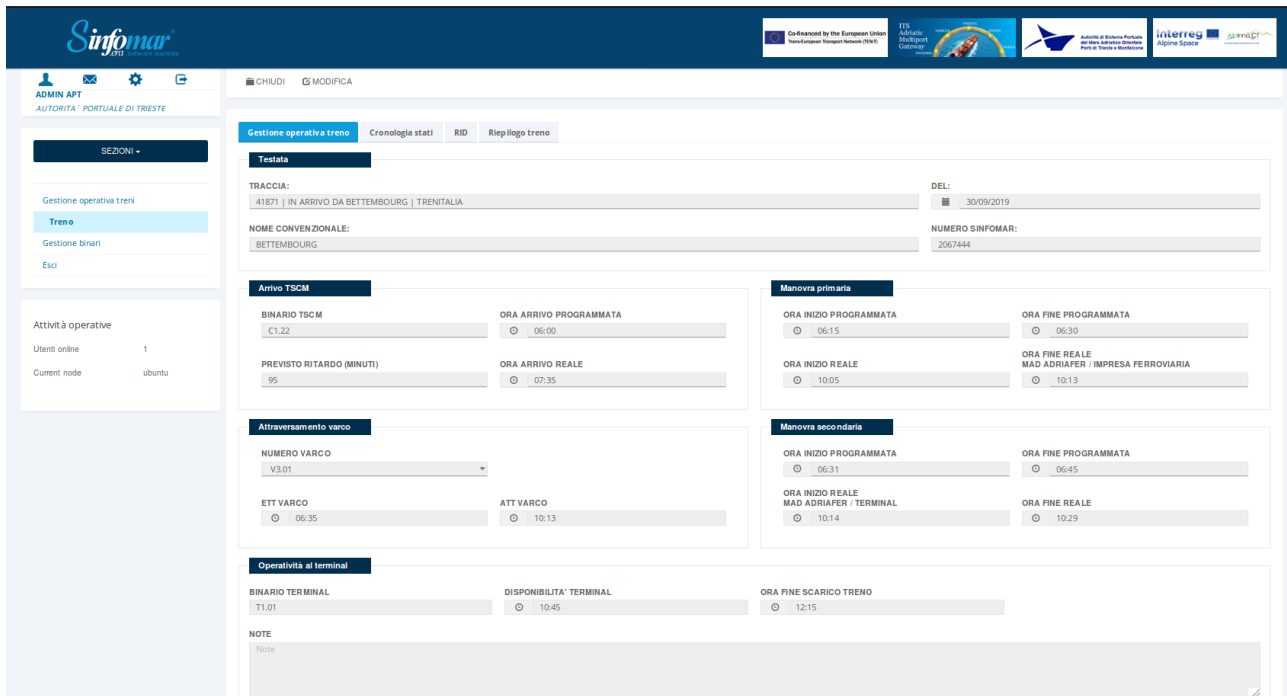 Sinfomar
Co-financed by the European Union
Trans-European Transport Network (TEN-T)
ITS
Adriatic
Multiport
Gateway
Autorità di Sistema Portuale
del Mare Adriatico Orientale
Porti di Trieste e Monfalcone
Interreg
Alpine Space
ADMIN APT
AUTORITA` PORTUALE DI TRIESTE
CHIUDI MODIFICA
SEZIONI
Gestione operativa treni
Treno
Gestione binari
Esci
Attività operative
Utenti online 1
Current node ubuntu
Gestione operativa treno Cronologia stati RID Riepilogo treno
Testata
TRACCIA: DEL:
41871 | IN ARRIVO DA BETTEMBOURG | TRENITALIA 30/09/2019
NOME CONVENZIONALE: NUMERO SINFOMAR:
BETTEMBOURG 2067444
Arrivo TSCM
BINARIO TSCM ORA ARRIVO PROGRAMMATA
C1.22 06:00
PREVISTO RITARDO (MINUTI) ORA ARRIVO REALE
95 07:35
Manovra primaria
ORA INIZIO PROGRAMMATA ORA FINE PROGRAMMATA
06:15 06:30
ORA INIZIO REALE ORA FINE REALE
MAD ADRIAFER / IMPRESA FERROVIARIA
10:05 10:13
Attraversamento varco
NUMERO VARCO
V3.01
ETT VARCO ATT VARCO
06:35 10:13
Manovra secondaria
ORA INIZIO PROGRAMMATA ORA FINE PROGRAMMATA
06:31 06:45
ORA INIZIO REALE
MAD ADRIAFER / TERMINAL ORA FINE REALE
10:14 10:29
Operatività al terminal
BINARIO TERMINAL DISPONIBILITA' TERMINAL ORA FINE SCARICO TRENO
T1.01 10:45 12:15
NOTE
Note